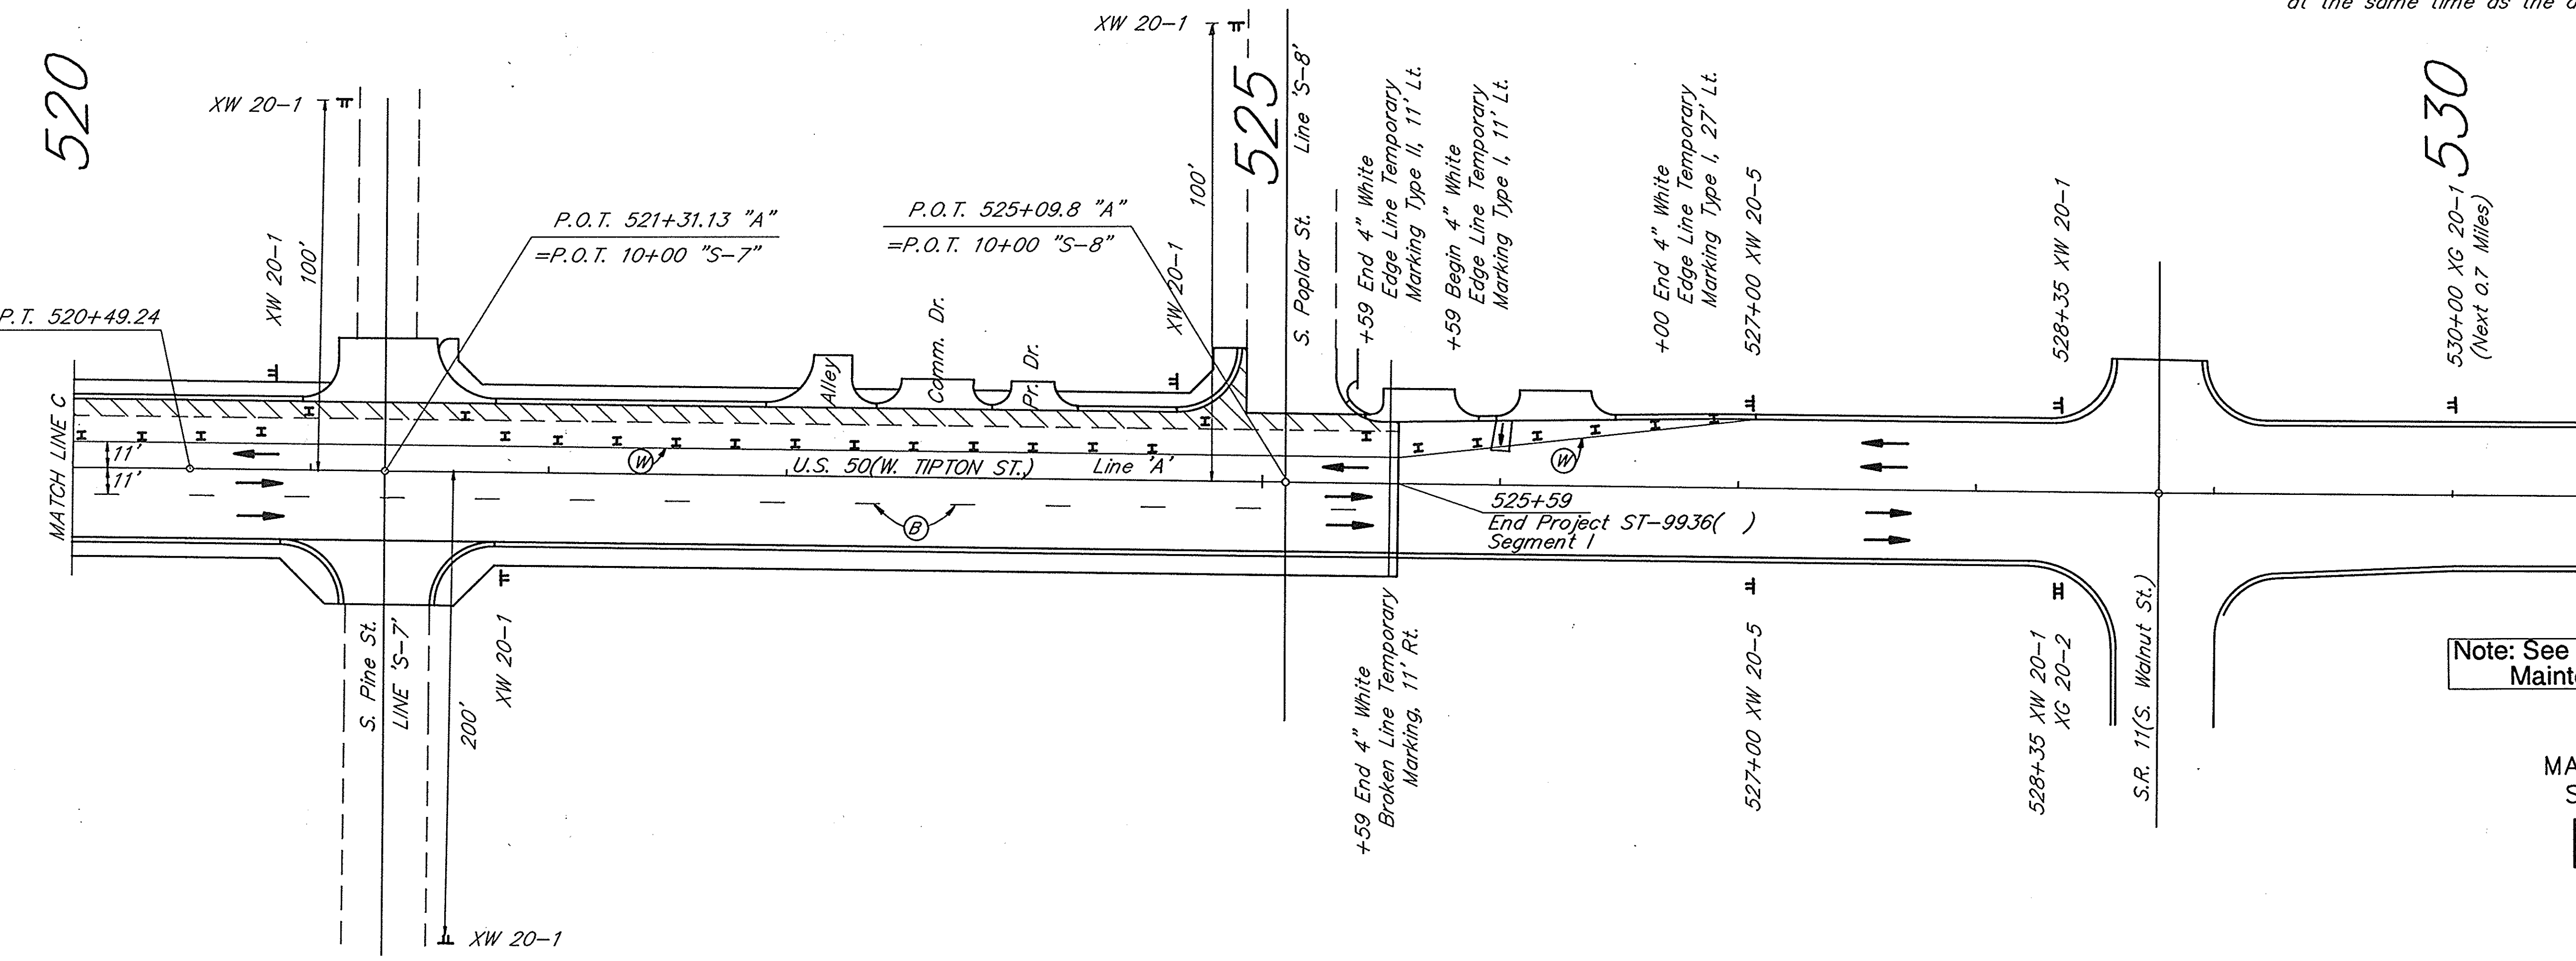 at the same time as the
520
XW 20-1
XW 20-1
525
S. Poplar St.
Line 'S-8'
100'
+59 End 4" White
Edge Line Temporary
Marking Type II, 11' Lt.
+59 Begin 4" White
Edge Line Temporary
Marking Type I, 11' Lt.
+00 End 4" White
Edge Line Temporary
Marking Type I, 27' Lt.
527+00 XW 20-5
528+35 XW 20-1
530
530+00 XG 20-1
(Next 0.7 Miles)
XW 20-1
100'
P.O.T. 521+31.13 "A"
=P.O.T. 10+00 "S-7"
P.O.T. 525+09.8 "A"
=P.O.T. 10+00 "S-8"
XW 20-1
P.T. 520+49.24
Alley
Comm. Dr.
Pr. Dr.
MATCH LINE C
11'
11'
W
U.S. 50(W. TIPTON ST.)
Line 'A'
W
B
525+59
End Project ST-9936( )
Segment I
S. Pine St.
LINE 'S-7'
200'
XW 20-1
XW 20-1
+59 End 4" White
Broken Line Temporary
Marking, 11' Rt.
527+00 XW 20-5
528+35 XW 20-1
XG 20-2
S.R. 11(S. Walnut St.)
Note: See
Mainte
MA
S